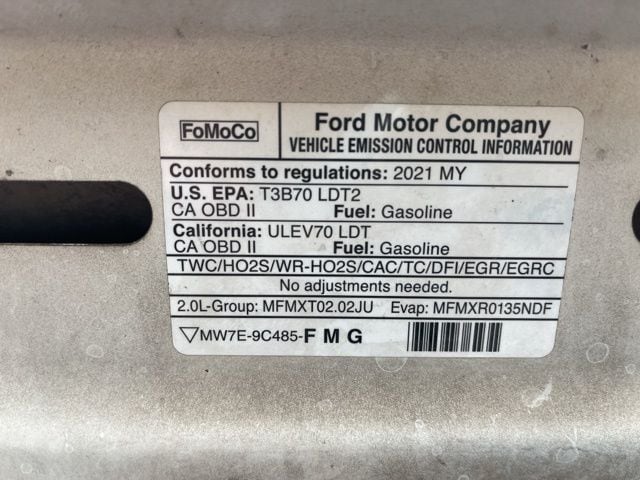 FoMoCo
Ford Motor Company
VEHICLE EMISSION CONTROL INFORMATION
Conforms to regulations: 2021 MY
U.S. EPA: T3B70 LDT2
CA OBD II Fuel: Gasoline
California: ULEV70 LDT
CA OBD II Fuel: Gasoline
TWC/HO2S/WR-HO2S/CAC/TC/DFI/EGR/EGRC
No adjustments needed.
2.0L-Group: MFMXT02.02JU Evap: MFMXR0135NDF
MW7E-9C485-F M G